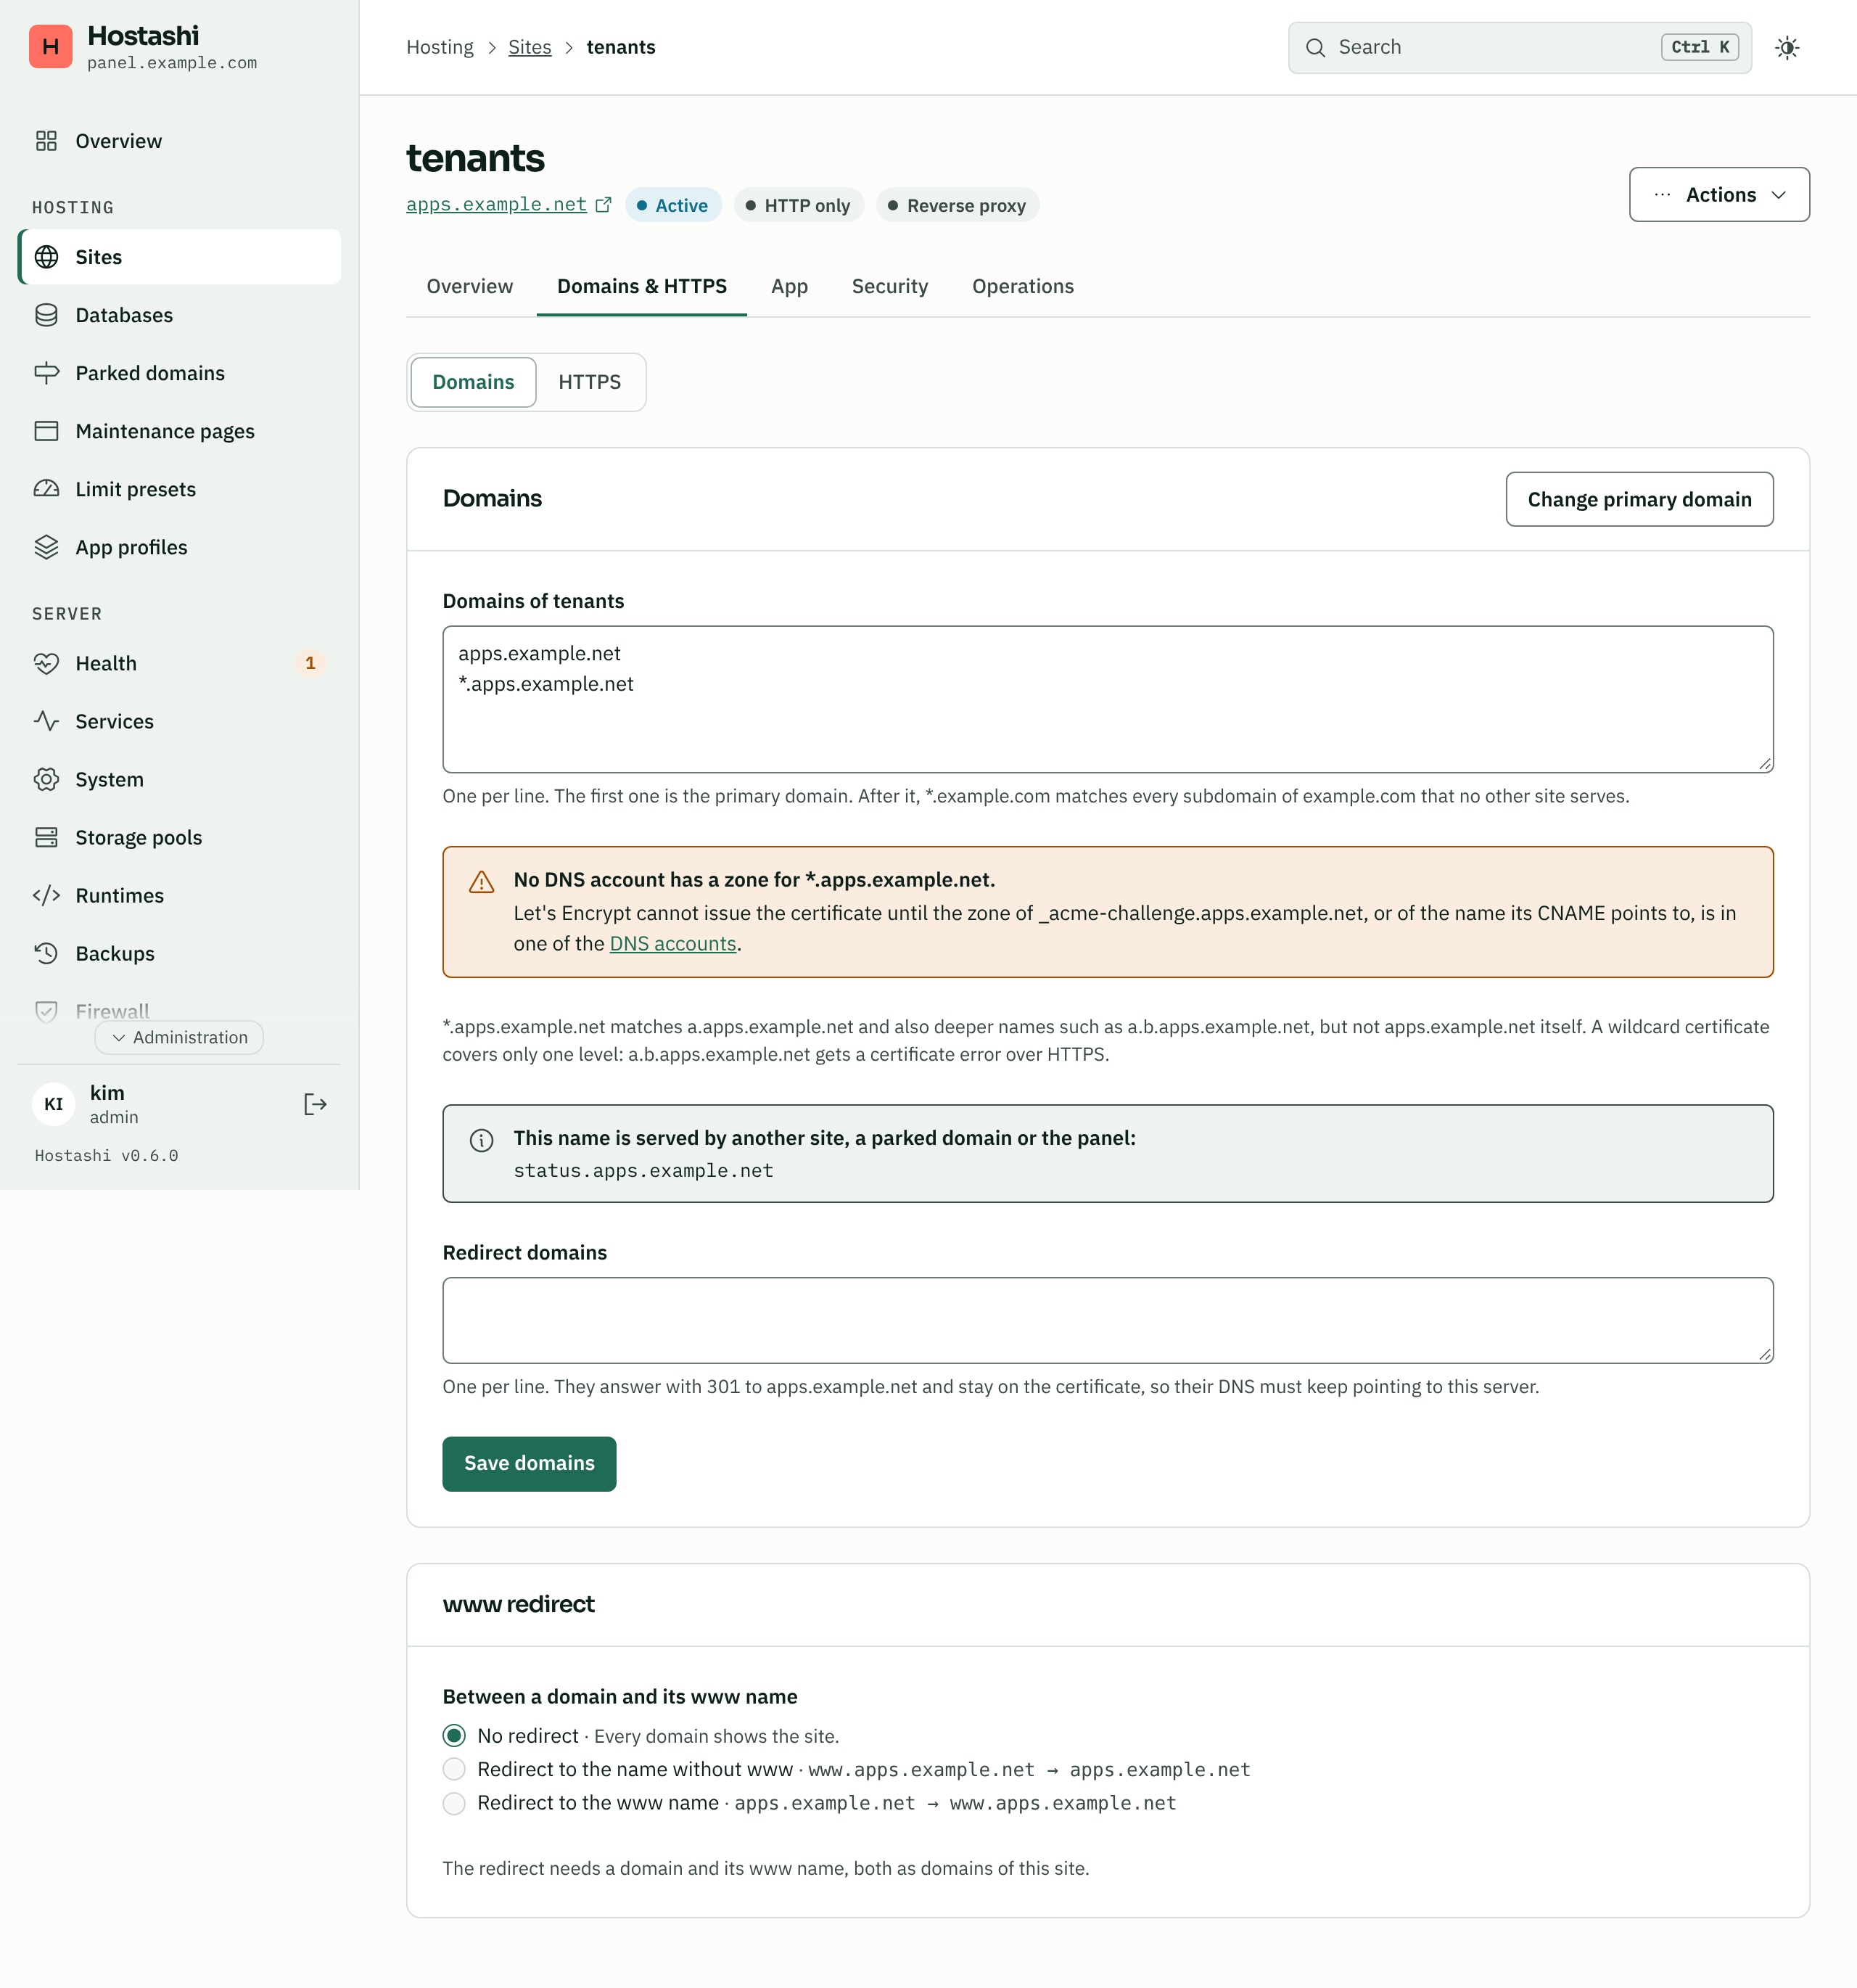 H
Hostashi
panel.example.com
Overview
HOSTING
Sites
Databases
Parked domains
Maintenance pages
Limit presets
App profiles
SERVER
Health 1
Services
System
Storage pools
Runtimes
Backups
Firewall
Administration
KI
kim
admin
Hostashi v0.6.0
Hosting > Sites > tenants
Search Ctrl K
tenants
apps.example.net Active HTTP only Reverse proxy
Actions
Overview Domains & HTTPS App Security Operations
Domains HTTPS
Domains Change primary domain
Domains of tenants
apps.example.net
*.apps.example.net
One per line. The first one is the primary domain. After it, *.example.com matches every subdomain of example.com that no other site serves.
No DNS account has a zone for *.apps.example.net.
Let's Encrypt cannot issue the certificate until the zone of _acme-challenge.apps.example.net, or of the name its CNAME points to, is in
one of the DNS accounts.
*.apps.example.net matches a.apps.example.net and also deeper names such as a.b.apps.example.net, but not apps.example.net itself. A wildcard certificate
covers only one level: a.b.apps.example.net gets a certificate error over HTTPS.
This name is served by another site, a parked domain or the panel:
status.apps.example.net
Redirect domains
One per line. They answer with 301 to apps.example.net and stay on the certificate, so their DNS must keep pointing to this server.
Save domains
www redirect
Between a domain and its www name
No redirect · Every domain shows the site.
Redirect to the name without www · www.apps.example.net → apps.example.net
Redirect to the www name · apps.example.net → www.apps.example.net
The redirect needs a domain and its www name, both as domains of this site.